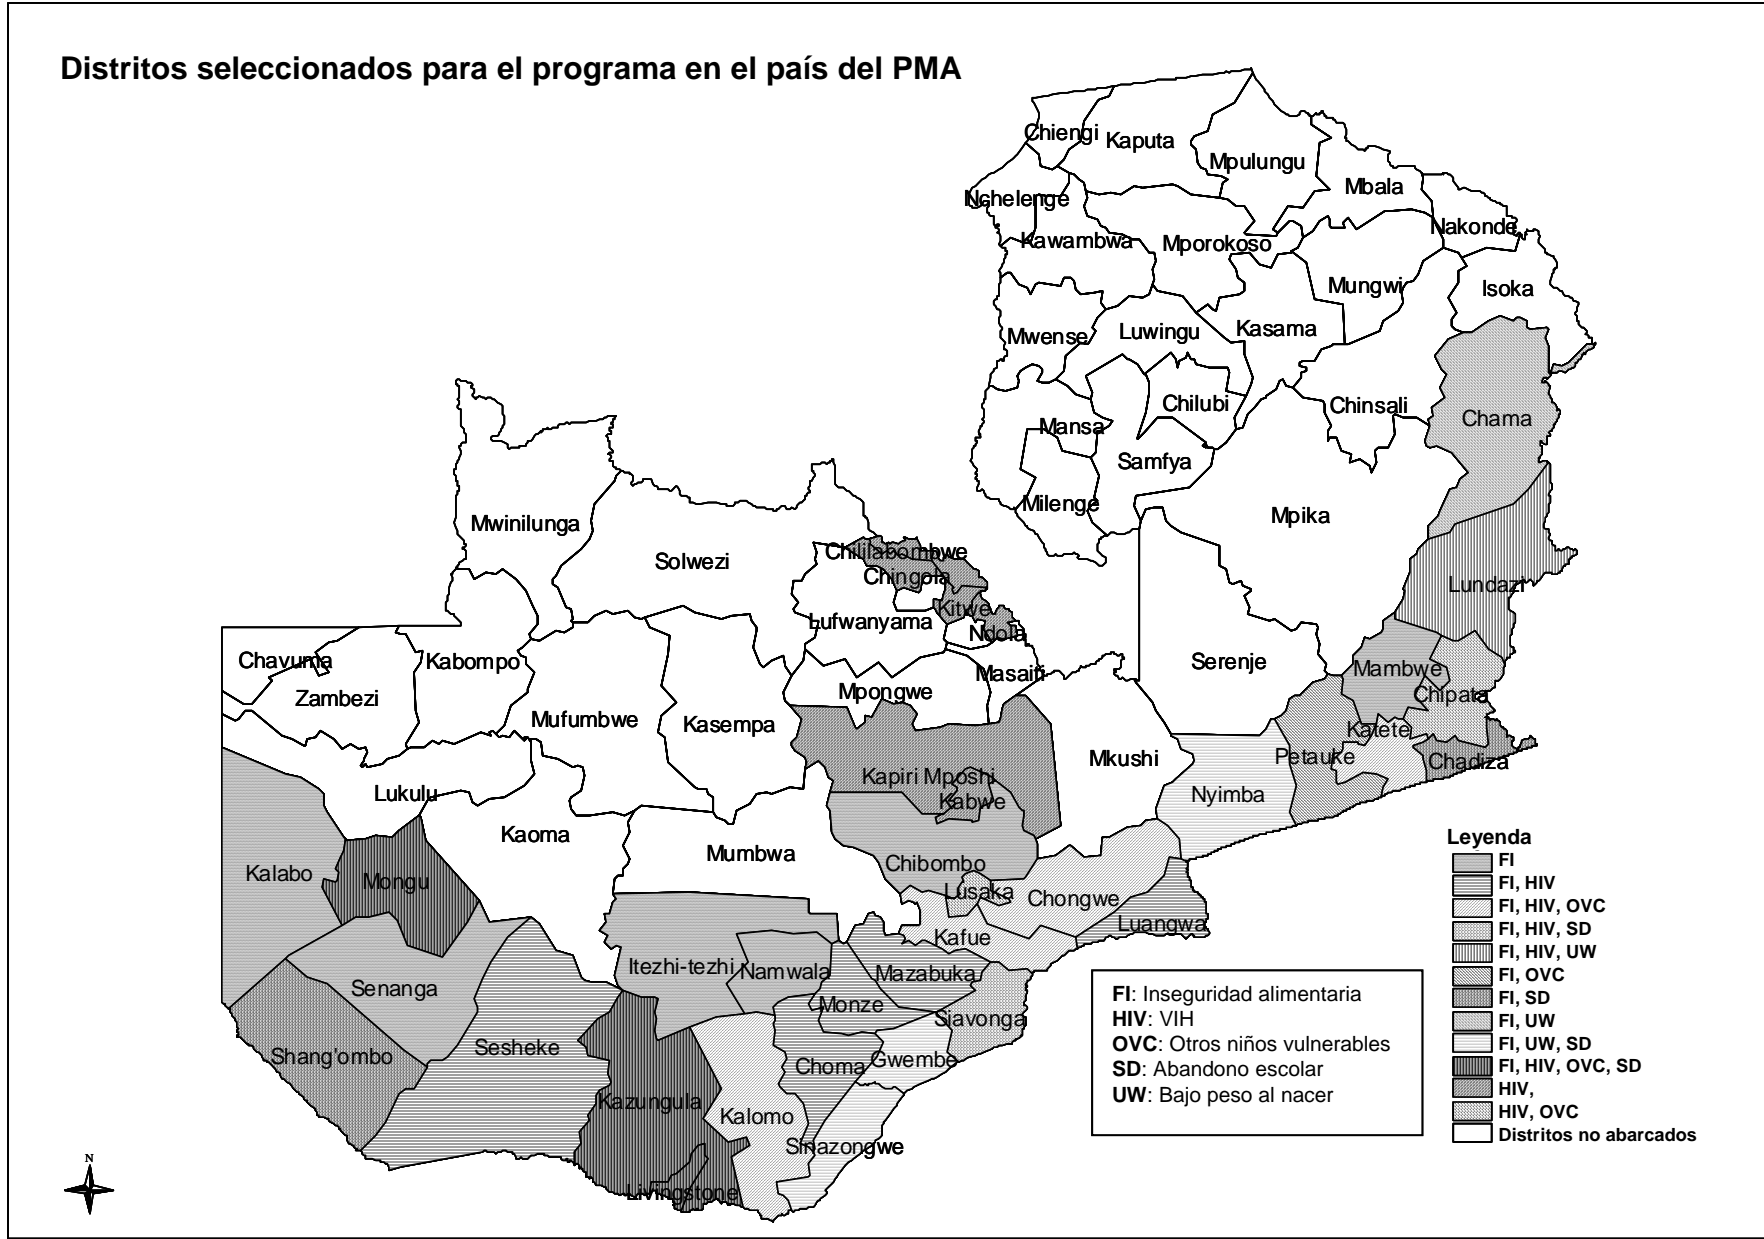 Distritos seleccionados para el programa en el país del PMA
Chiengi
Kaputa
Mpulungu
Mbala
Nchelenge
Nakonde
Kawambwa
Mporokoso
Mungwi
Isoka
Mwense
Luwingu
Kasama
Chilubi
Chinsali
Chama
Mansa
Samfya
Milenge
Mpika
Mwinilunga
Solwezi
Chililabombwe
Chingola
Kitwe
Lufwanyama
Ndola
Lundazi
Chavuma
Kabompo
Zambezi
Masaiti
Serenje
Mambwe
Mpongwe
Chipata
Mufumbwe
Kasempa
Katete
Petauke
Chadiza
Mkushi
Kapiri Mposhi
Kabwe
Nyimba
Lukulu
Kaoma
Mumbwa
Chibombo
Kalabo
Mongu
Lusaka
Chongwe
Luangwa
Kafue
Itezhi-tezhi
Namwala
Mazabuka
Senanga
Monze
Siavonga
Shang'ombo
Sesheke
Choma
Gwembe
Kazungula
Kalomo
Sinazongwe
Livingstone
N
Leyenda
FI
FI, HIV
FI, HIV, OVC
FI, HIV, SD
FI, HIV, UW
FI, OVC
FI, SD
FI, UW
FI, UW, SD
FI, HIV, OVC, SD
HIV,
HIV, OVC
Distritos no abarcados
FI: Inseguridad alimentaria
HIV: VIH
OVC: Otros niños vulnerables
SD: Abandono escolar
UW: Bajo peso al nacer